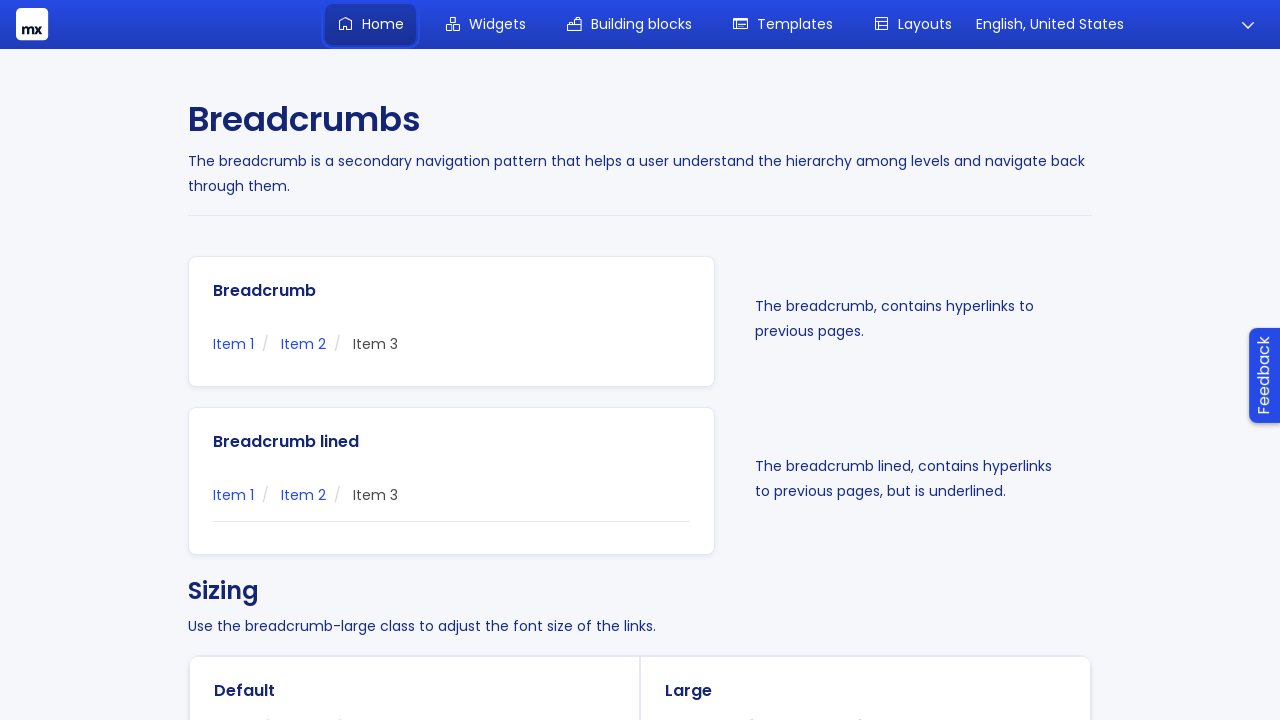 mx
Home
Widgets
Building blocks
Templates
Layouts
English, United States
Breadcrumbs
The breadcrumb is a secondary navigation pattern that helps a user understand the hierarchy among levels and navigate back
through them.
Breadcrumb
Item 1 / Item 2 / Item 3
The breadcrumb, contains hyperlinks to
previous pages.
Breadcrumb lined
Item 1 / Item 2 / Item 3
The breadcrumb lined, contains hyperlinks
to previous pages, but is underlined.
Feedback
Sizing
Use the breadcrumb-large class to adjust the font size of the links.
Default
Large